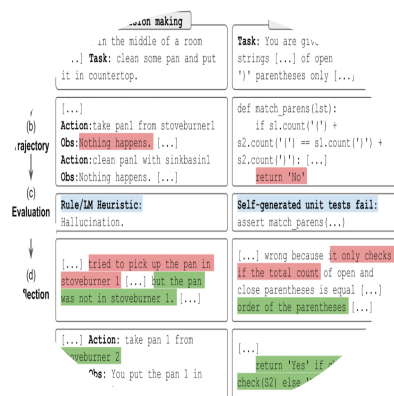 making
in the middle of a room
...] Task: clean some pan and put
it in countertop.
Task: You are
strings [...] of open
')' parentheses only [...]
(b)
[...]
Action:take pan1 from stoveburner1
Obs:Nothing happens. [...]
Action:clean pan1 with sinkbasin1
Obs:Nothing happens. [...]
def match_parens(lst):
if s1.count('(') +
s2.count('(') == s1.count(')') +
s2.count(')'): [...]
return 'No'
(c)
Evaluation
Rule/LM Heuristic:
Hallucination.
Self-generated unit tests fail:
assert match_parens(...)
(d)
[...] tried to pick up the pan in
stoveburner 1 [...] but the pan
was not in stoveburner 1. [...]
[...] wrong because it only checks
if the total count of open and
close parentheses is equal [...]
order of the parentheses [...]
[...] Action: take pan 1 from
stoveburner 2
Obs: You put the pan 1 in
[...]
return 'Yes' if
check(S2) else